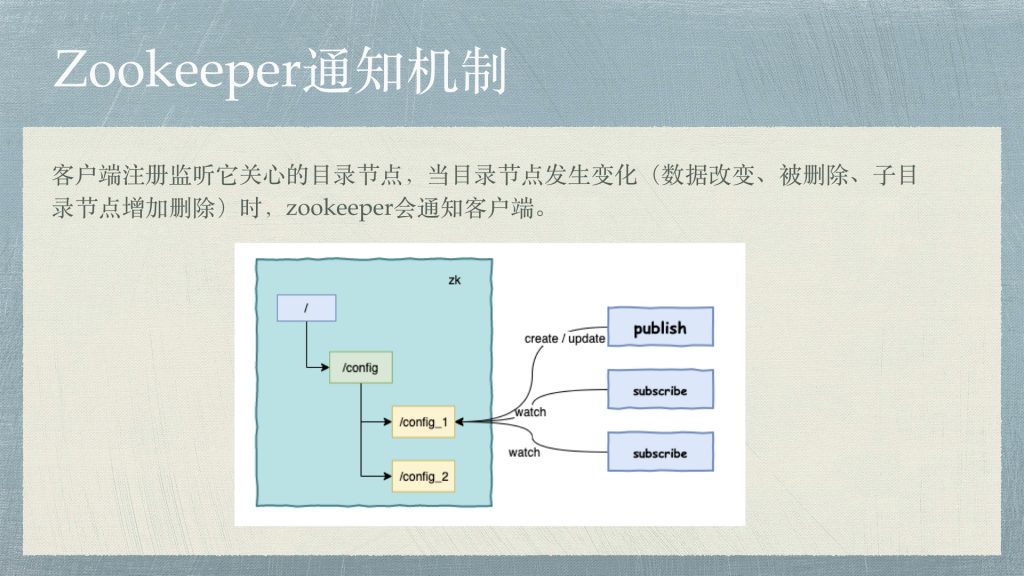 Zookeeper通知机制
客户端注册监听它关心的目录节点，当目录节点发生变化（数据改变、被删除、子目
录节点增加删除）时，zookeeper会通知客户端。
zk
/
/config
/config_1
/config_2
create / update
publish
watch
subscribe
watch
subscribe